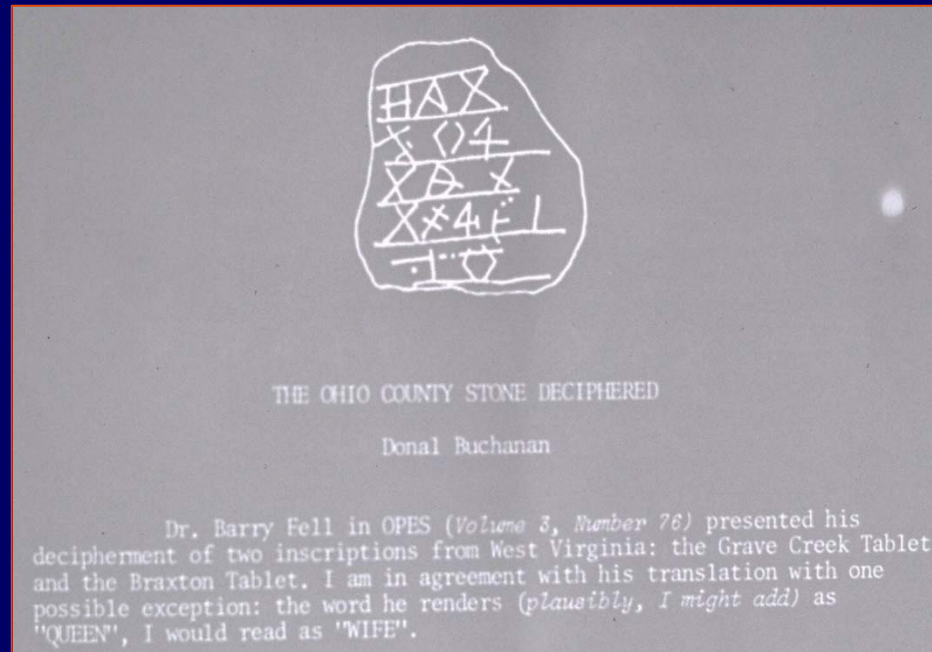 THE OHIO COUNTY STONE DECIPHERED
Donal Buchanan
Dr. Barry Fell in OPES (Volume 3, Number 76) presented his
decipherment of two inscriptions from West Virginia: the Grave Creek Tablet
and the Braxton Tablet. I am in agreement with his translation with one
possible exception: the word he renders (plausibly, I might add) as
"QUEEN", I would read as "WIFE".